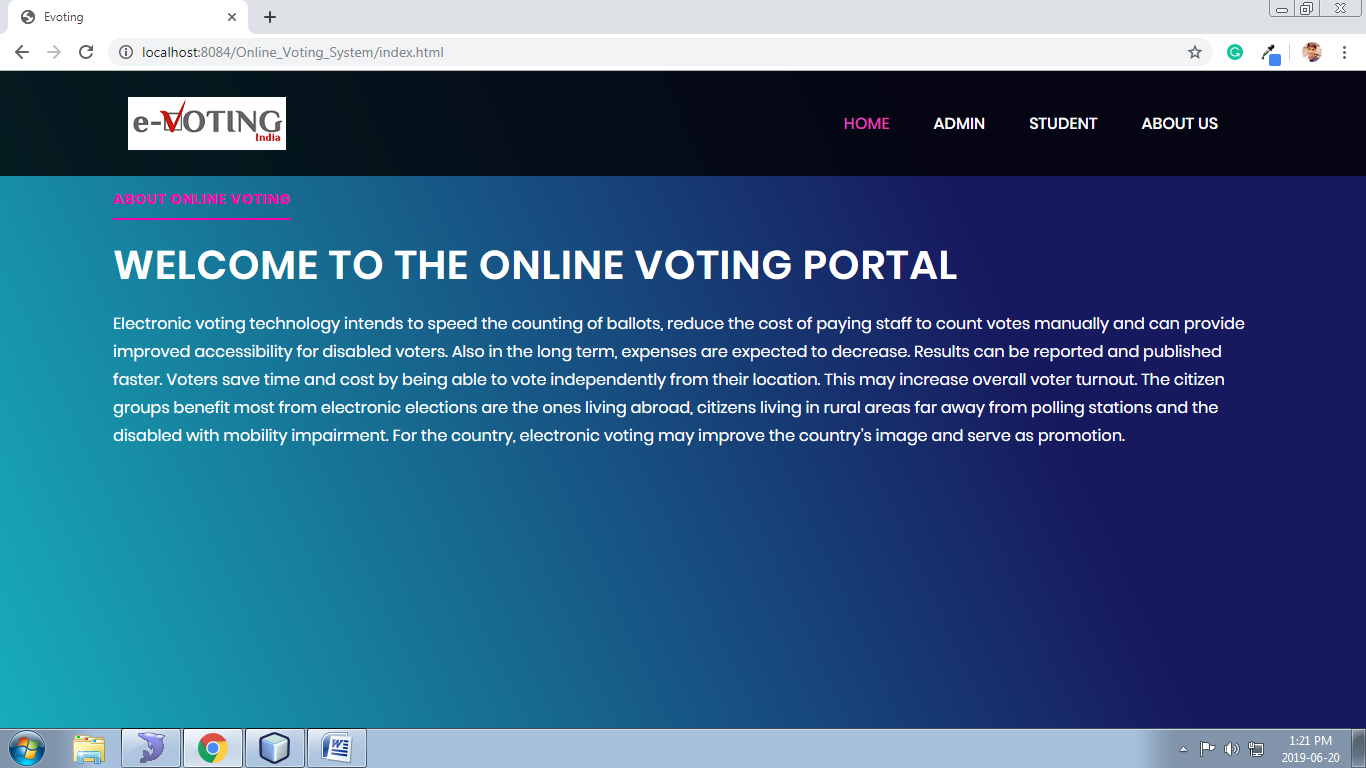 Evoting
localhost:8084/Online_Voting_System/index.html
e-VOTING
India
HOME ADMIN STUDENT ABOUT US
ABOUT ONLINE VOTING
WELCOME TO THE ONLINE VOTING PORTAL
Electronic voting technology intends to speed the counting of ballots, reduce the cost of paying staff to count votes manually and can provide
improved accessibility for disabled voters. Also in the long term, expenses are expected to decrease. Results can be reported and published
faster. Voters save time and cost by being able to vote independently from their location. This may increase overall voter turnout. The citizen
groups benefit most from electronic elections are the ones living abroad, citizens living in rural areas far away from polling stations and the
disabled with mobility impairment. For the country, electronic voting may improve the country's image and serve as promotion.
1:21 PM
2019-06-20